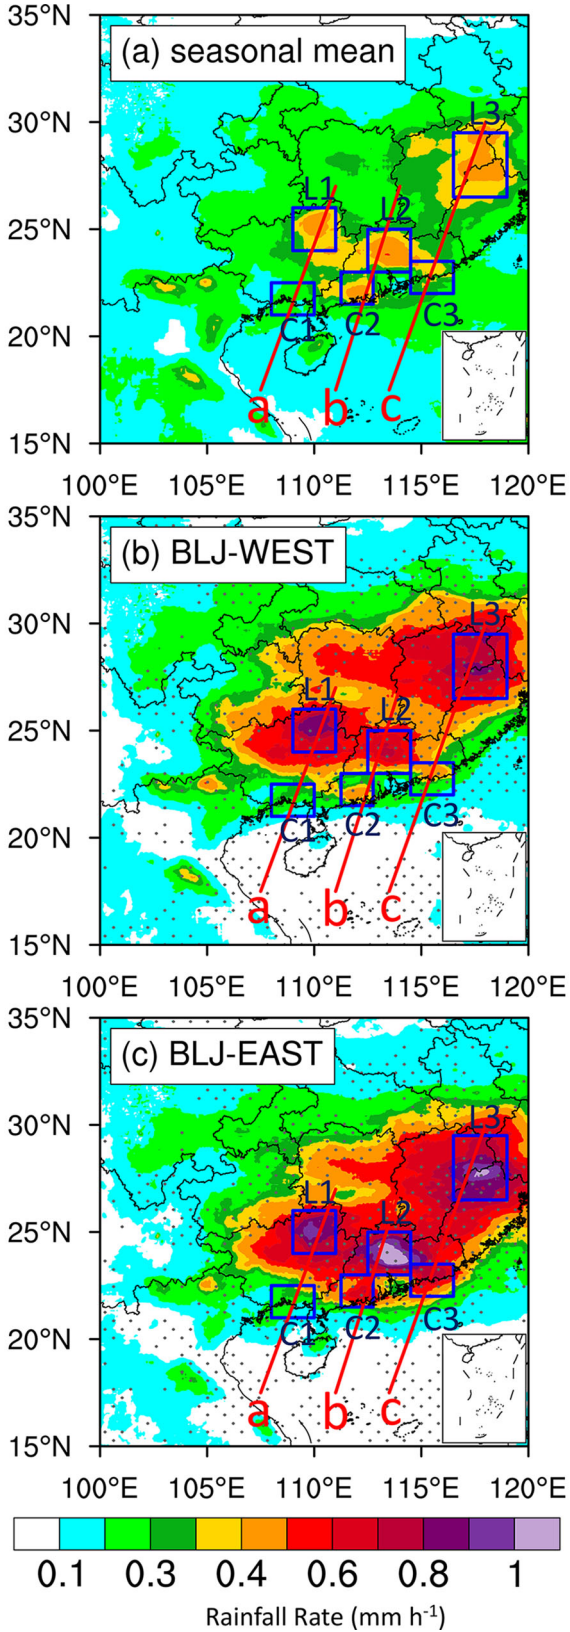 35°N
(a) seasonal mean
30°N
L3
L1
25°N
L2
20°N
C1
C2
C3
a
b
c
15°N
100°E 105°E 110°E 115°E 120°E
35°N
(b) BLJ-WEST
30°N
L3
L1
25°N
L2
20°N
C1
C2
C3
a
b
c
15°N
100°E 105°E 110°E 115°E 120°E
35°N
(c) BLJ-EAST
30°N
L3
L1
25°N
L2
20°N
C1
C2
C3
a
b
c
15°N
100°E 105°E 110°E 115°E 120°E
0.1 0.3 0.4 0.6 0.8 1
Rainfall Rate (mm h⁻¹)